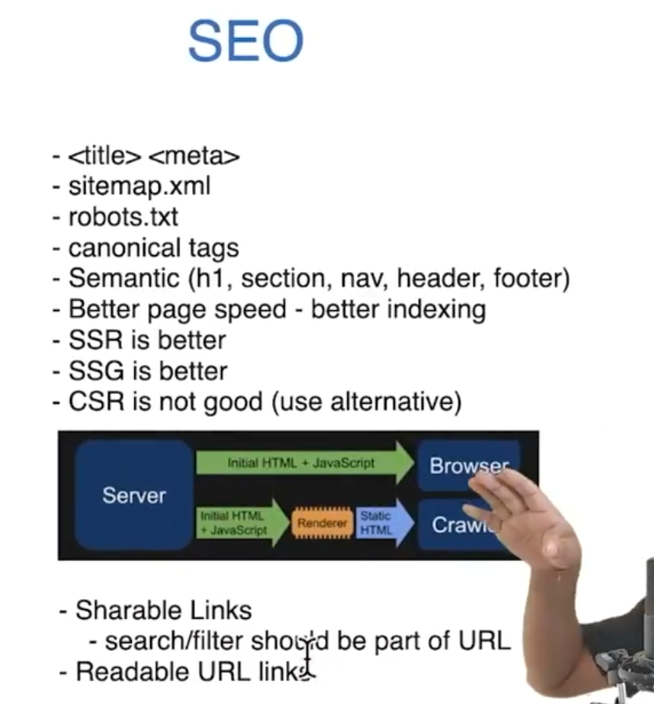 SEO
- <title> <meta>
- sitemap.xml
- robots.txt
- canonical tags
- Semantic (h1, section, nav, header, footer)
- Better page speed - better indexing
- SSR is better
- SSG is better
- CSR is not good (use alternative)
Server
Initial HTML + JavaScript
Browser
Initial HTML
+ JavaScript
Renderer
Static
HTML
- Sharable Links
- search/filter should be part of URL
- Readable URL links